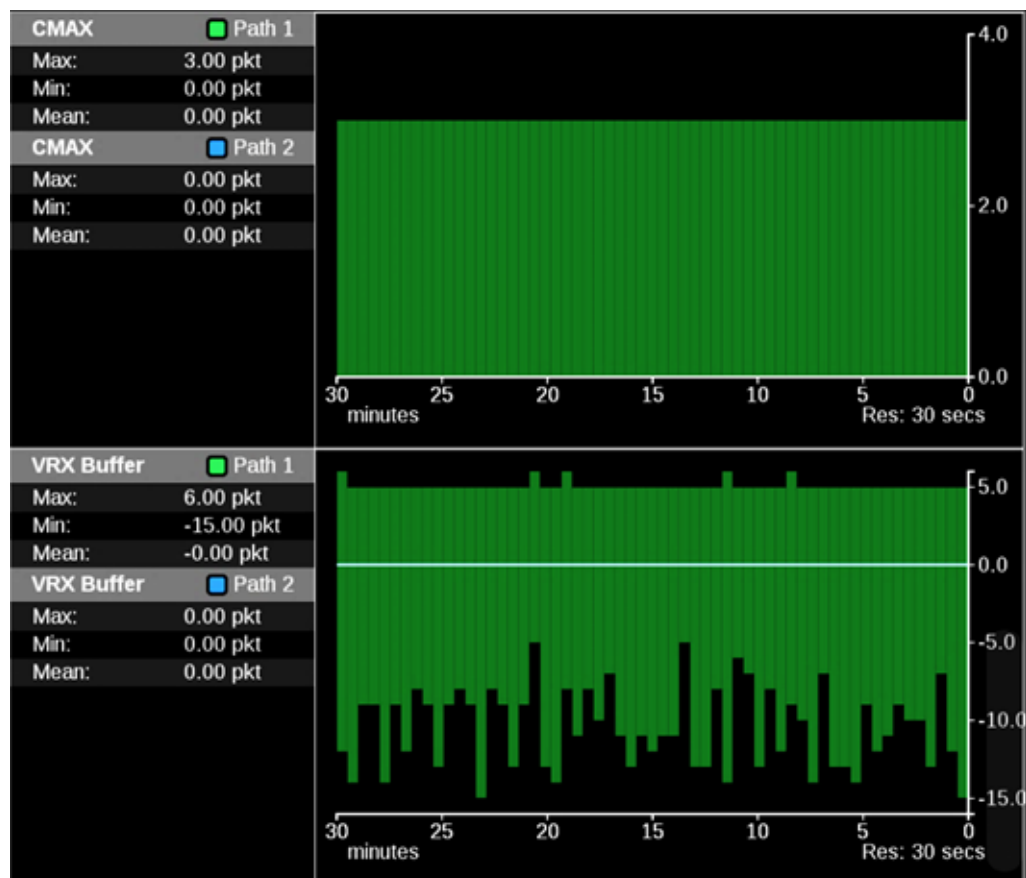 CMAX Path 1
Max: 3.00 pkt
Min: 0.00 pkt
Mean: 0.00 pkt
CMAX Path 2
Max: 0.00 pkt
Min: 0.00 pkt
Mean: 0.00 pkt
4.0
2.0
0.0
30 25 20 15 10 5 0
minutes Res: 30 secs
VRX Buffer Path 1
Max: 6.00 pkt
Min: -15.00 pkt
Mean: -0.00 pkt
VRX Buffer Path 2
Max: 0.00 pkt
Min: 0.00 pkt
Mean: 0.00 pkt
5.0
0.0
-5.0
-10.0
-15.0
30 25 20 15 10 5 0
minutes Res: 30 secs